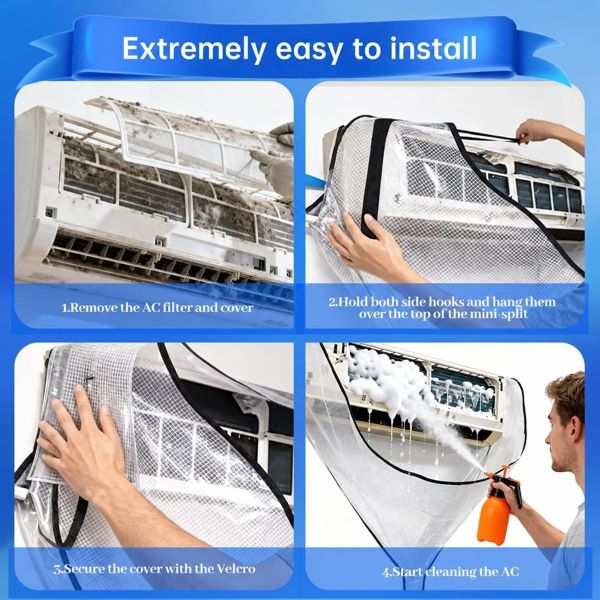 Extremely easy to install
1.Remove the AC filter and cover
2.Hold both side hooks and hang them
over the top of the mini-split
3.Secure the cover with the Velcro
4.Start cleaning the AC